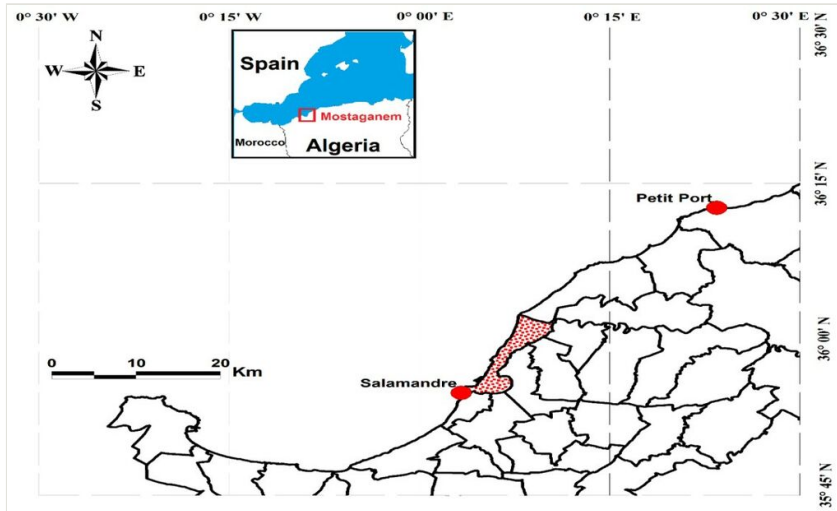 0° 30' W
0° 15' W
0° 00' E
0° 15' E
0° 30' E
36° 30' N
N
W
E
S
Spain
Mostaganem
Morocco
Algeria
36° 15' N
Petit Port
36° 00' N
0 10 20
Km
Salamandre
35° 45' N